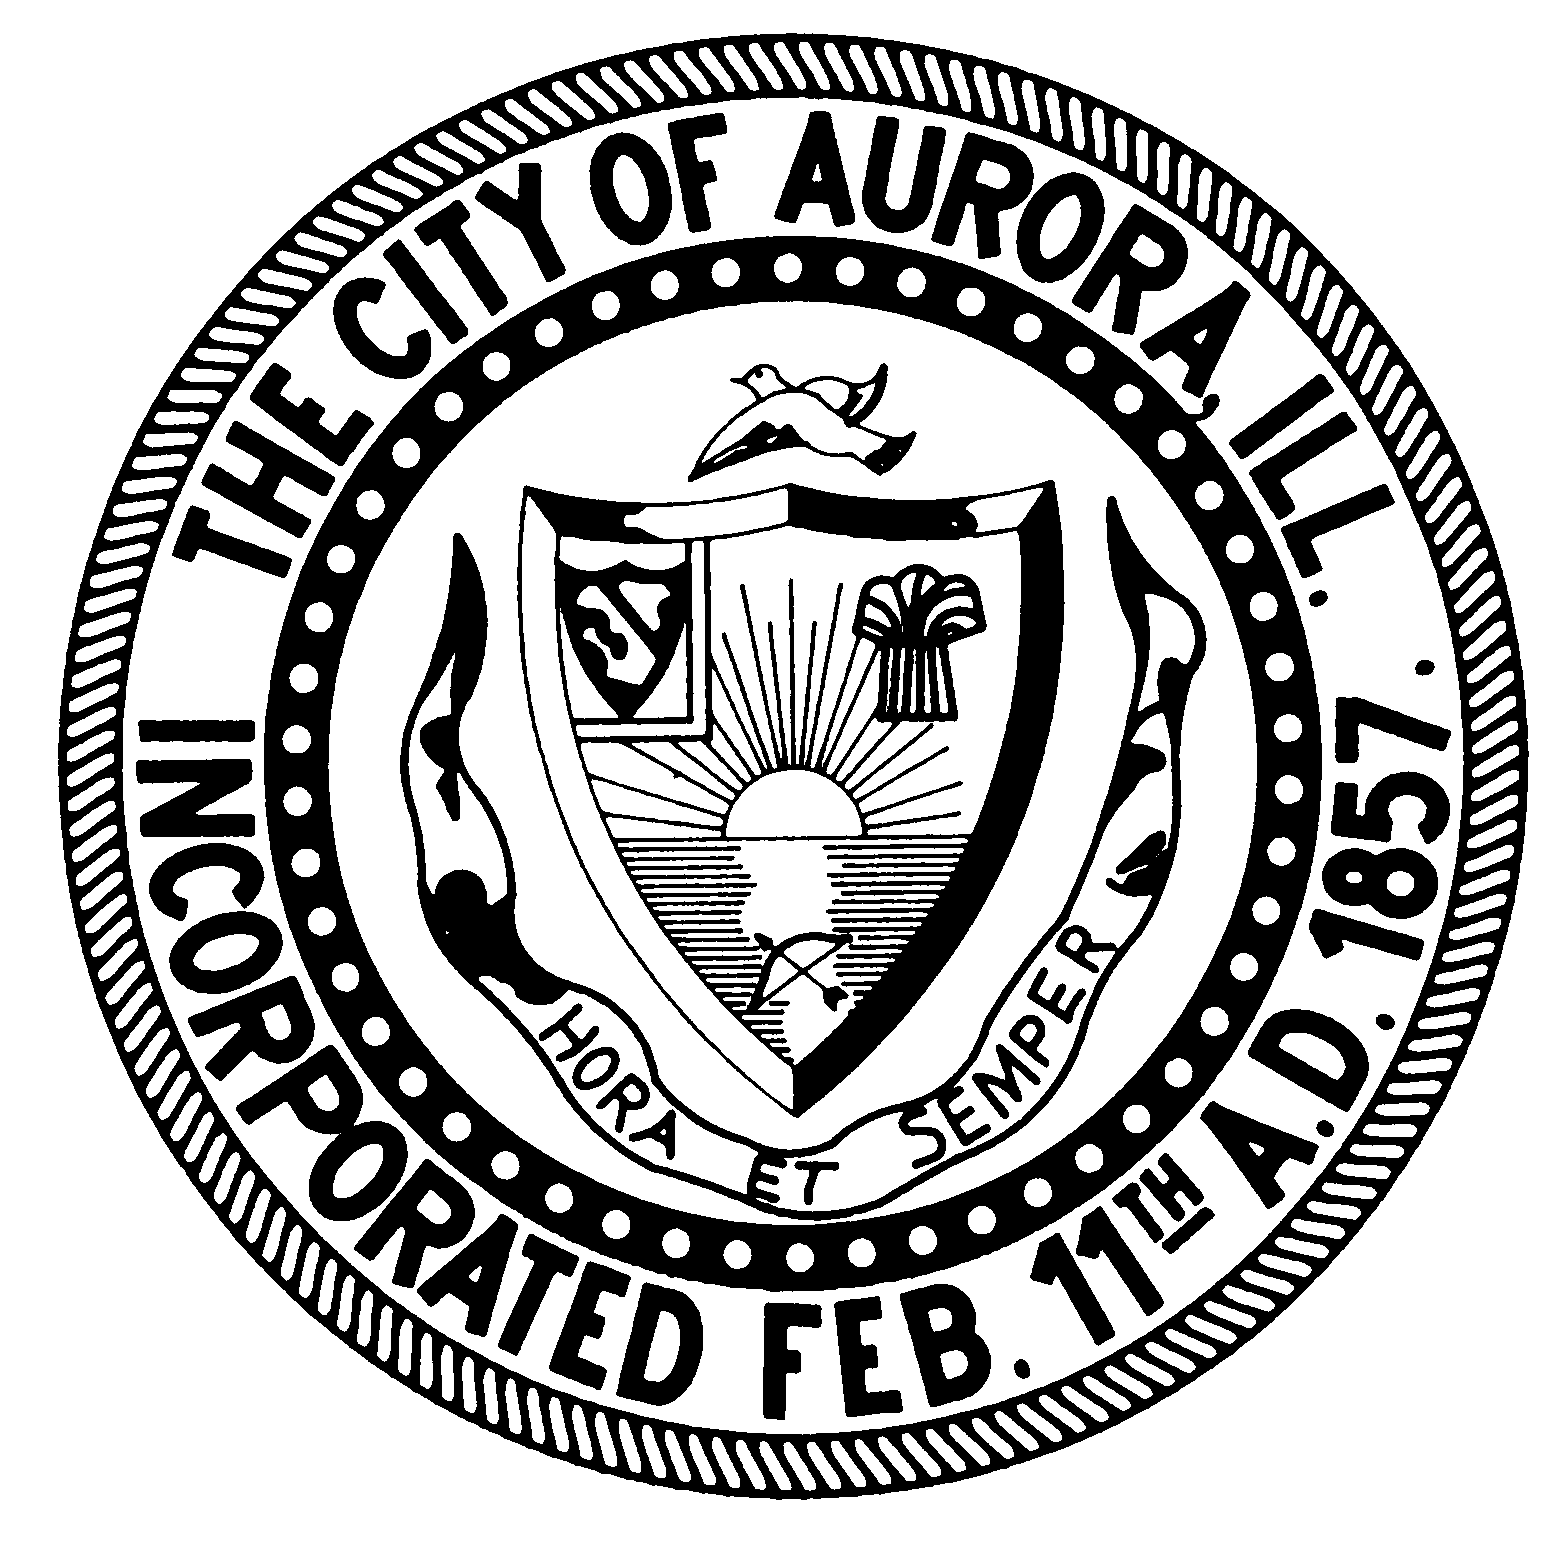 THE CITY OF AURORA, ILL.
INCORPORATED FEB. 11TH A.D. 1857.
HORA ET SEMPER